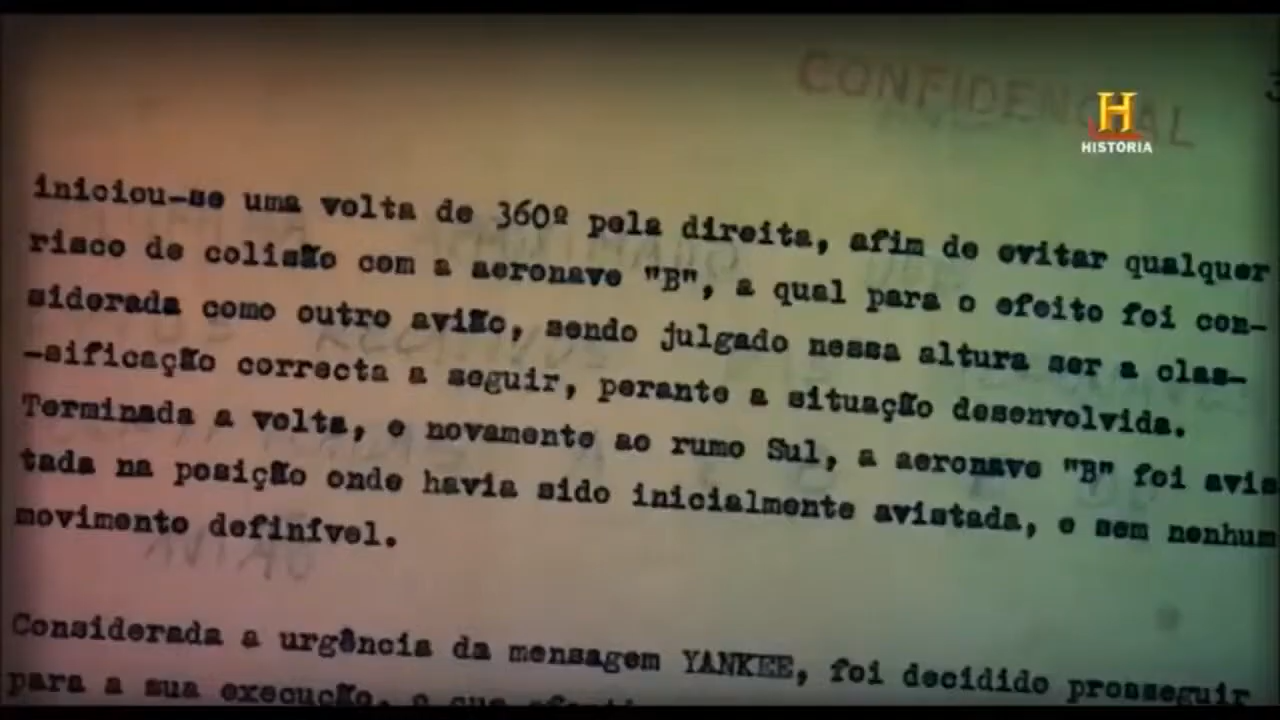 CONFIDENCIAL
H
HISTORIA
iniciou-se uma volta de 360º pela direita, afim de evitar qualquer
risco de colisão com a aeronave "B", a qual para o efeito foi con-
siderada como outro avião, sendo julgado nessa altura ser a clas-
-sificação correcta a seguir, perante a situação desenvolvida.
Terminada a volta, e novamente ao rumo Sul, a aeronave "B" foi avis
tada na posição onde havia sido inicialmente avistada, e sem nenhum
movimento definível.
Considerada a urgência da mensagem YANKEE, foi decidido prosseguir
para a sua execução, e que